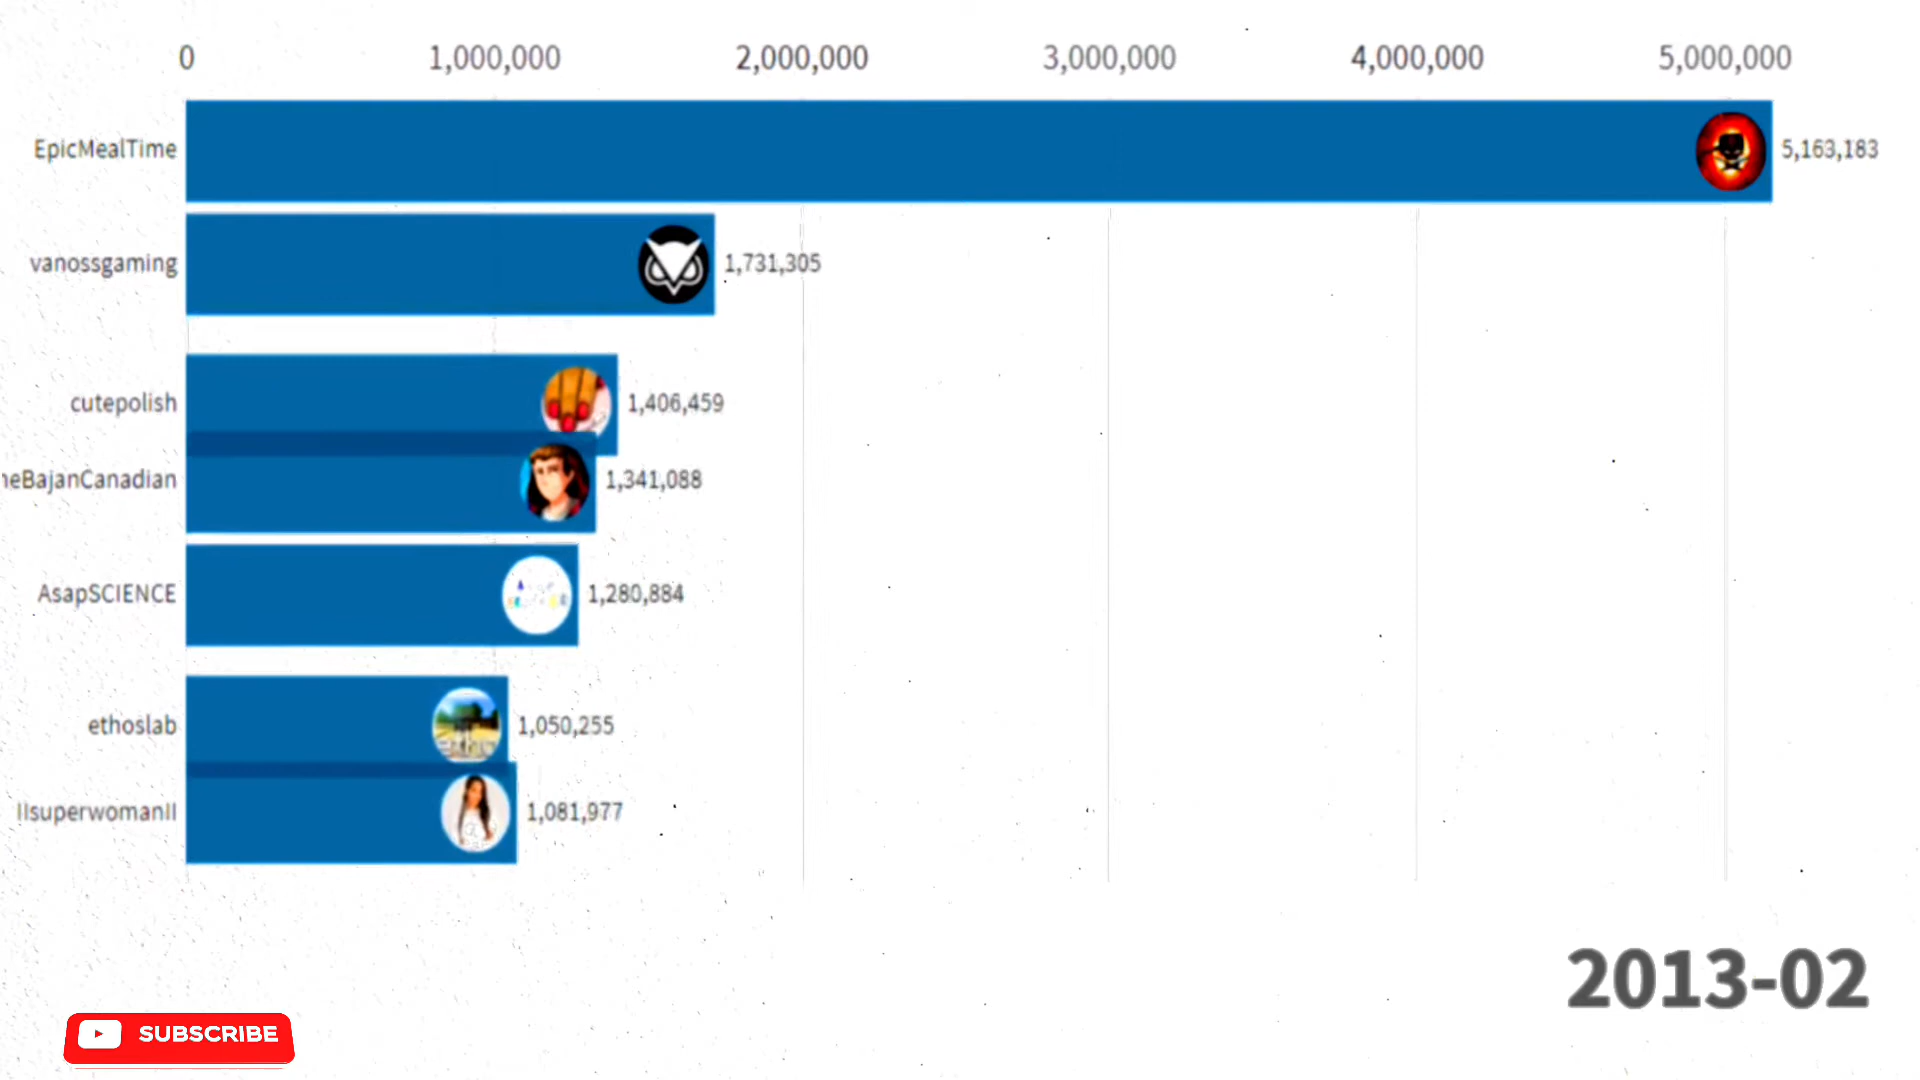 0 1,000,000 2,000,000 3,000,000 4,000,000 5,000,000
EpicMealTime 5,163,183
vanossgaming 1,731,305
cutepolish 1,406,459
heBajanCanadian 1,341,088
AsapSCIENCE 1,280,884
ethoslab 1,050,255
IIsuperwomanII 1,081,977
2013-02
SUBSCRIBE